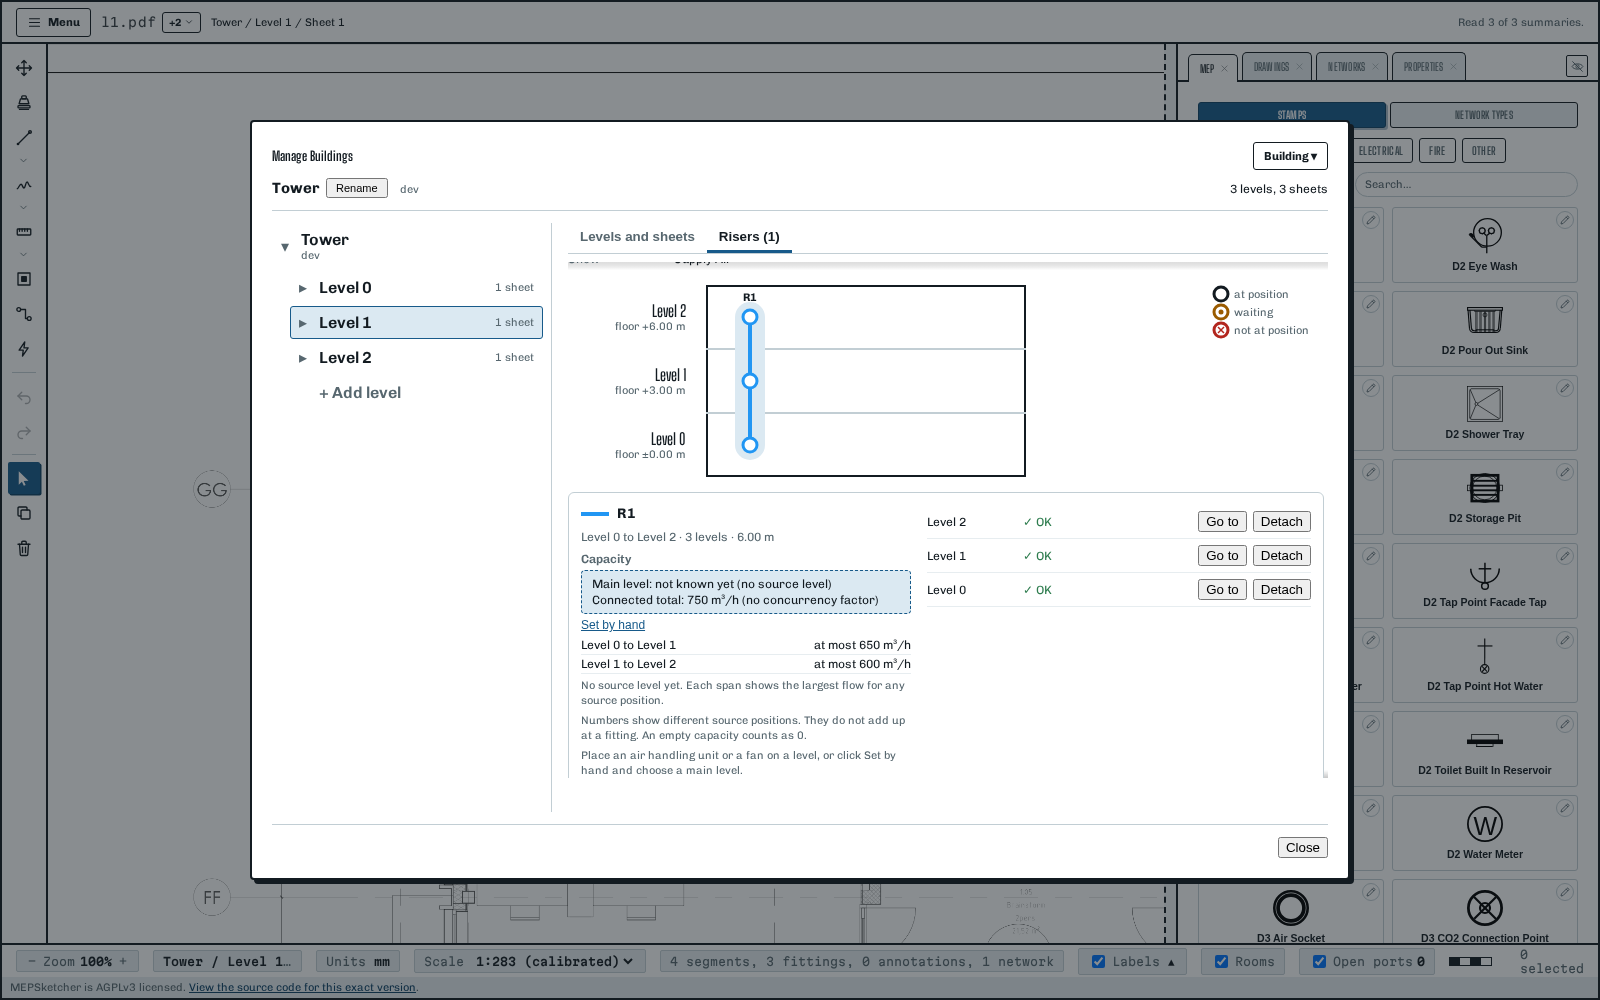 Menu
l1.pdf
+2
Tower / Level 1 / Sheet 1
Read 3 of 3 summaries.
MEP
DRAWINGS
NETWORKS
PROPERTIES
STAMPS
NETWORK TYPES
ELECTRICAL
FIRE
OTHER
Search...
Manage Buildings
Building▾
Tower
Rename
dev
3 levels, 3 sheets
Tower
dev
Level 0
1 sheet
Level 1
1 sheet
Level 2
1 sheet
+ Add level
Levels and sheets
Risers (1)
R1
Level 2
floor +6.00 m
Level 1
floor +3.00 m
Level 0
floor ±0.00 m
at position
waiting
not at position
R1
Level 0 to Level 2 · 3 levels · 6.00 m
Capacity
Main level: not known yet (no source level)
Connected total: 750 m³/h (no concurrency factor)
Set by hand
Level 0 to Level 1
at most 650 m³/h
Level 1 to Level 2
at most 600 m³/h
No source level yet. Each span shows the largest flow for any
source position.
Numbers show different source positions. They do not add up
at a fitting. An empty capacity counts as 0.
Place an air handling unit or a fan on a level, or click Set by
hand and choose a main level.
Level 2
✓ OK
Go to
Detach
Level 1
✓ OK
Go to
Detach
Level 0
✓ OK
Go to
Detach
Close
D2 Eye Wash
D2 Pour Out Sink
D2 Shower Tray
D2 Storage Pit
D2 Tap Point Facade Tap
er
D2 Tap Point Hot Water
D2 Toilet Built In Reservoir
W
D2 Water Meter
D3 Air Socket
D3 CO2 Connection Point
GG
FF
− Zoom 100% +
Tower / Level 1…
Units mm
Scale 1:283 (calibrated)
4 segments, 3 fittings, 0 annotations, 1 network
Labels ▲
Rooms
Open ports 0
0
selected
MEPSketcher is AGPLv3 licensed. View the source code for this exact version.